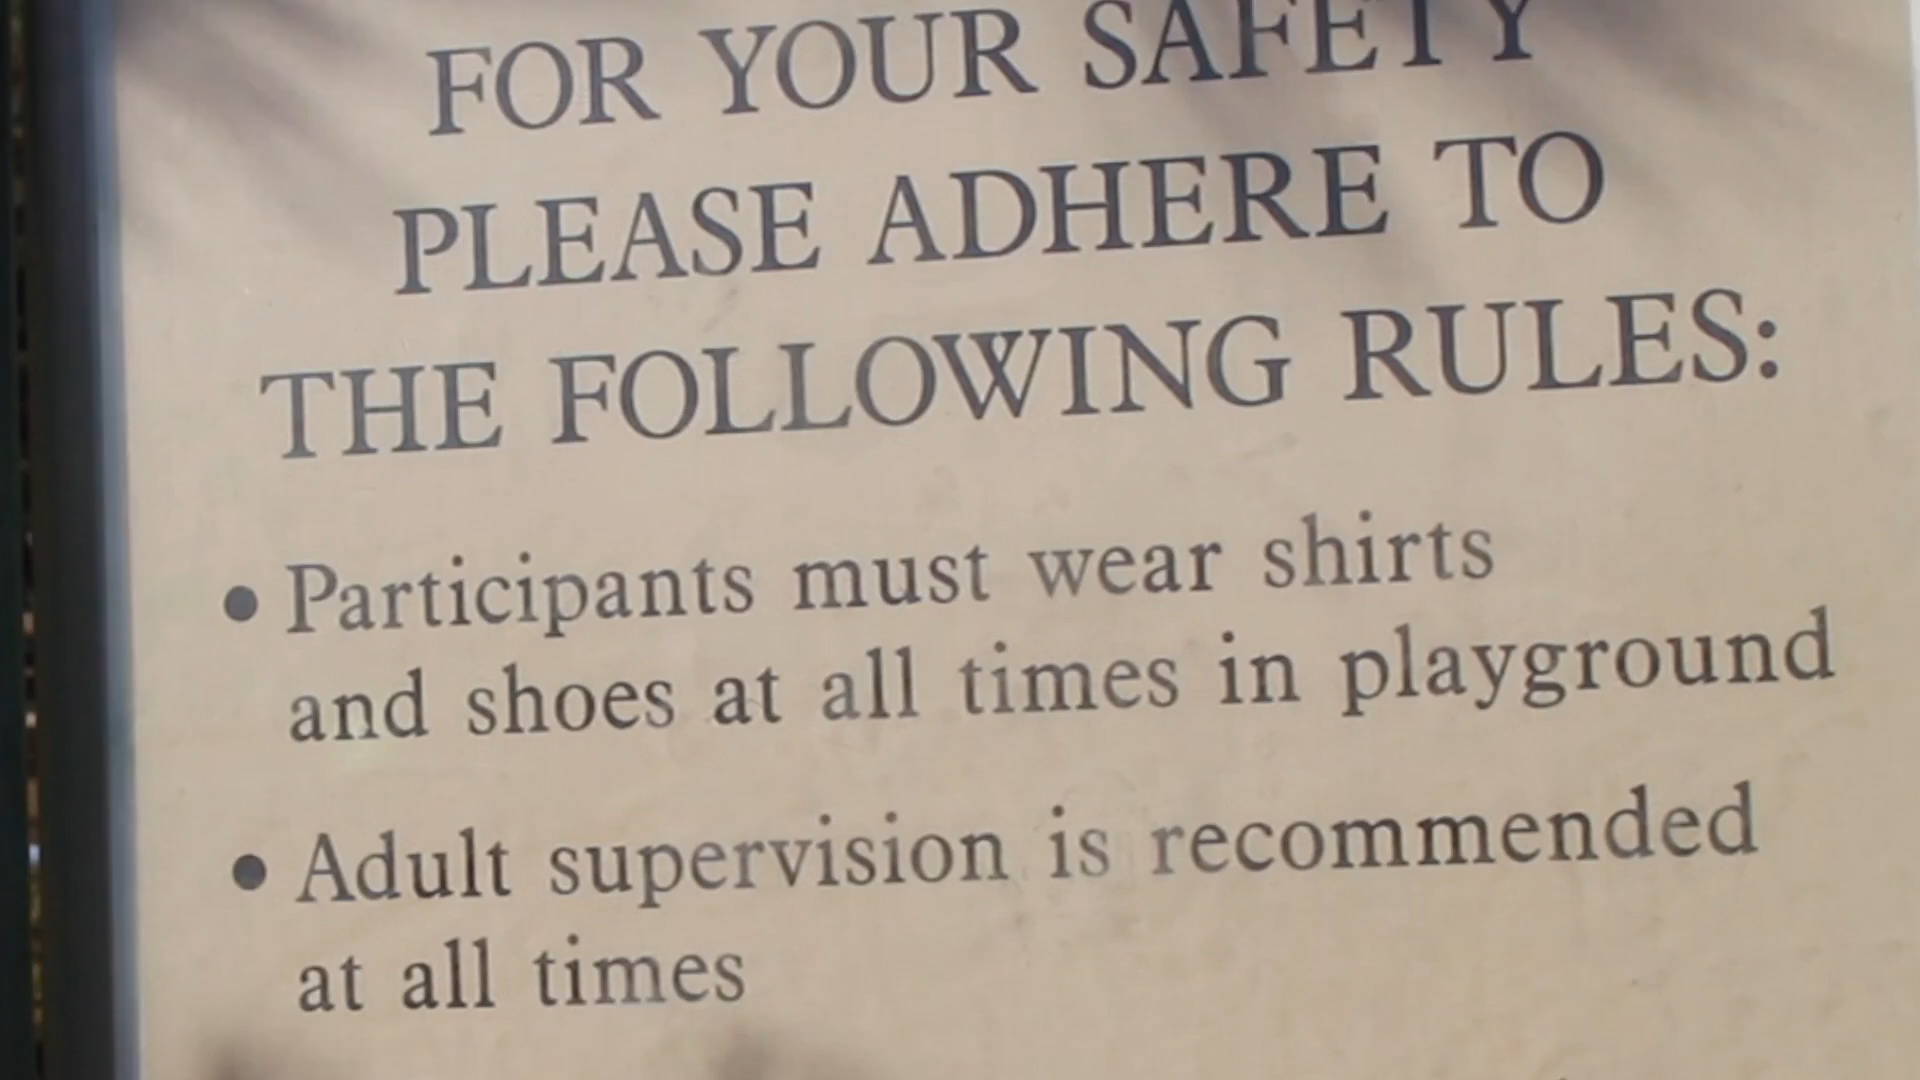 FOR YOUR SAFETY
PLEASE ADHERE TO
THE FOLLOWING RULES:
• Participants must wear shirts
and shoes at all times in playground
• Adult supervision is recommended
at all times